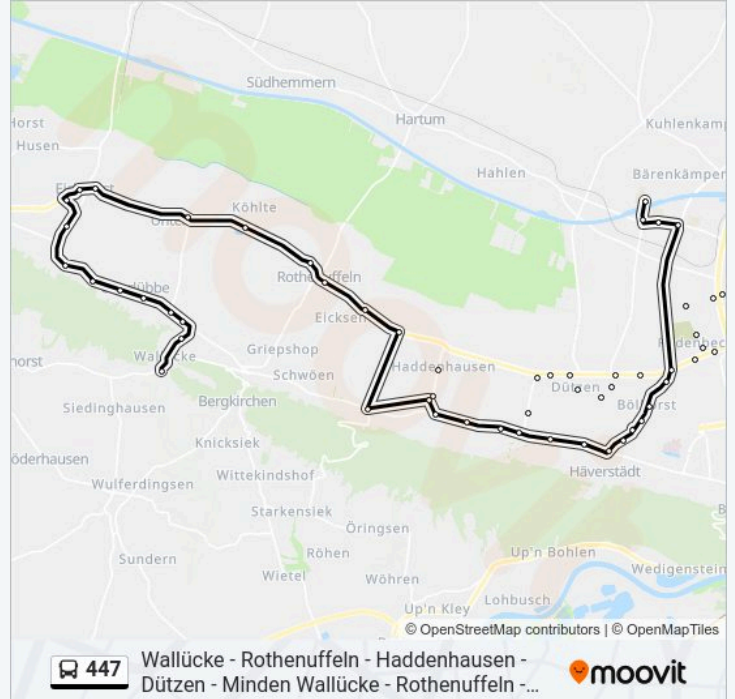 Südhemmern
Horst
Hartum
Kuhlenkamp
Husen
Hahlen
Bärenkämpen
Köhlte
Rothenuffeln
Eicksen
Griepshop
Haddenhausen
Wallücke
Schwöen
Dützen
Siedinghausen
Bergkirchen
Bölhorst
Knicksiek
Häverstädt
Wittekindshof
Wulferdingsen
Starkensiek
Öringsen
Röhen
Up'n Bohlen
Sundern
Wietel
Wöhren
Wedigenstein
Lohbusch
Up'n Kley
© OpenStreetMap contributors | © OpenMapTiles
447
Wallücke - Rothenuffeln - Haddenhausen -
Dützen - Minden Wallücke - Rothenuffeln -...
moovit